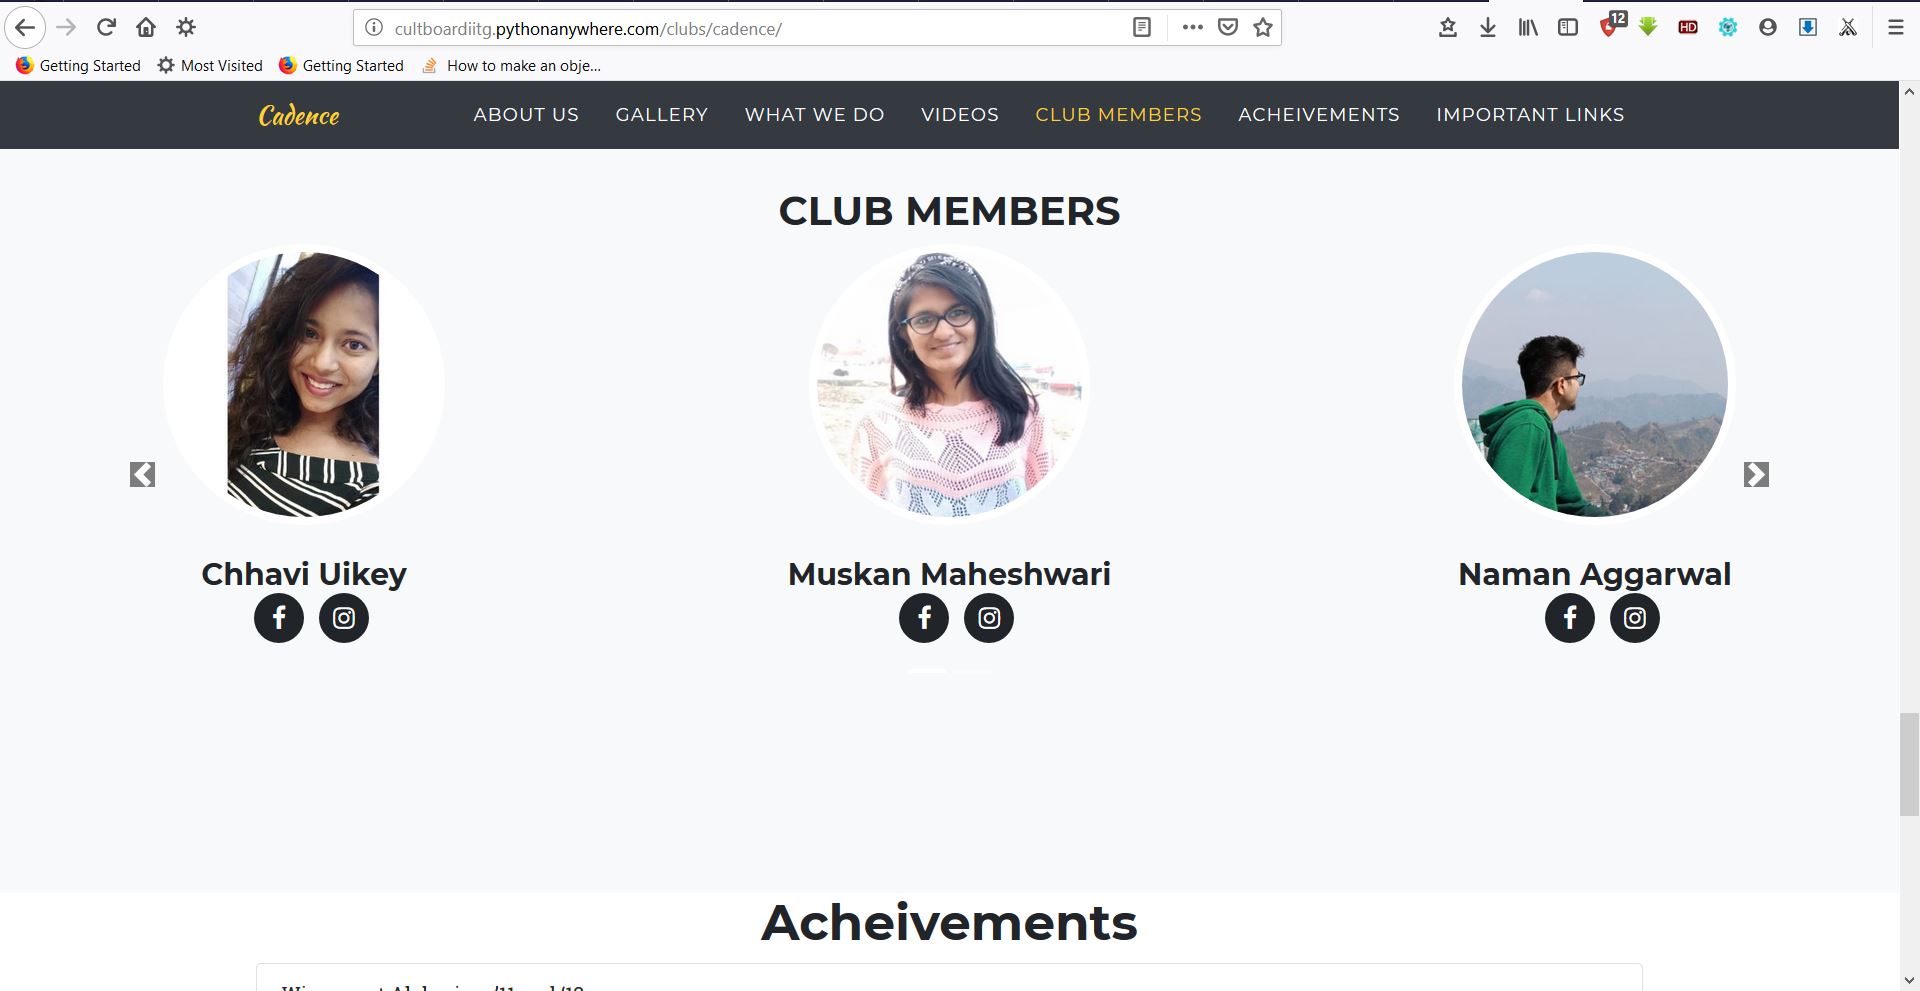 cultboardiitg.pythonanywhere.com/clubs/cadence/
12
HD
Getting Started Most Visited Getting Started How to make an obje...
Cadence ABOUT US GALLERY WHAT WE DO VIDEOS CLUB MEMBERS ACHEIVEMENTS IMPORTANT LINKS
CLUB MEMBERS
Chhavi Uikey Muskan Maheshwari Naman Aggarwal
Acheivements